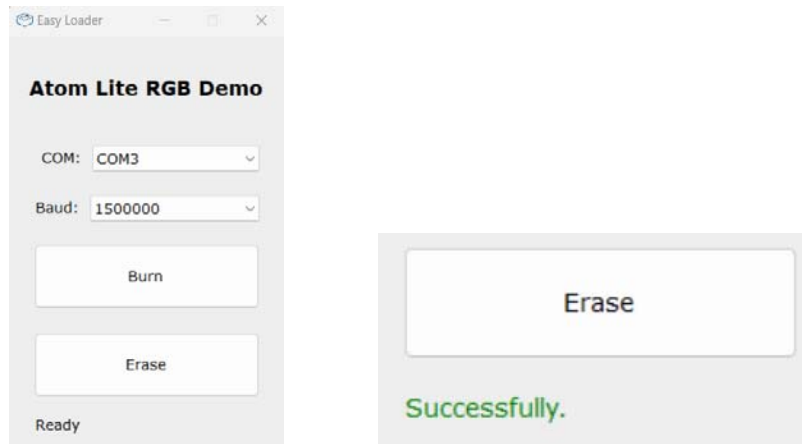 Easy Loader
Atom Lite RGB Demo
COM: COM3
Baud: 1500000
Burn
Erase
Ready
Erase
Successfully.